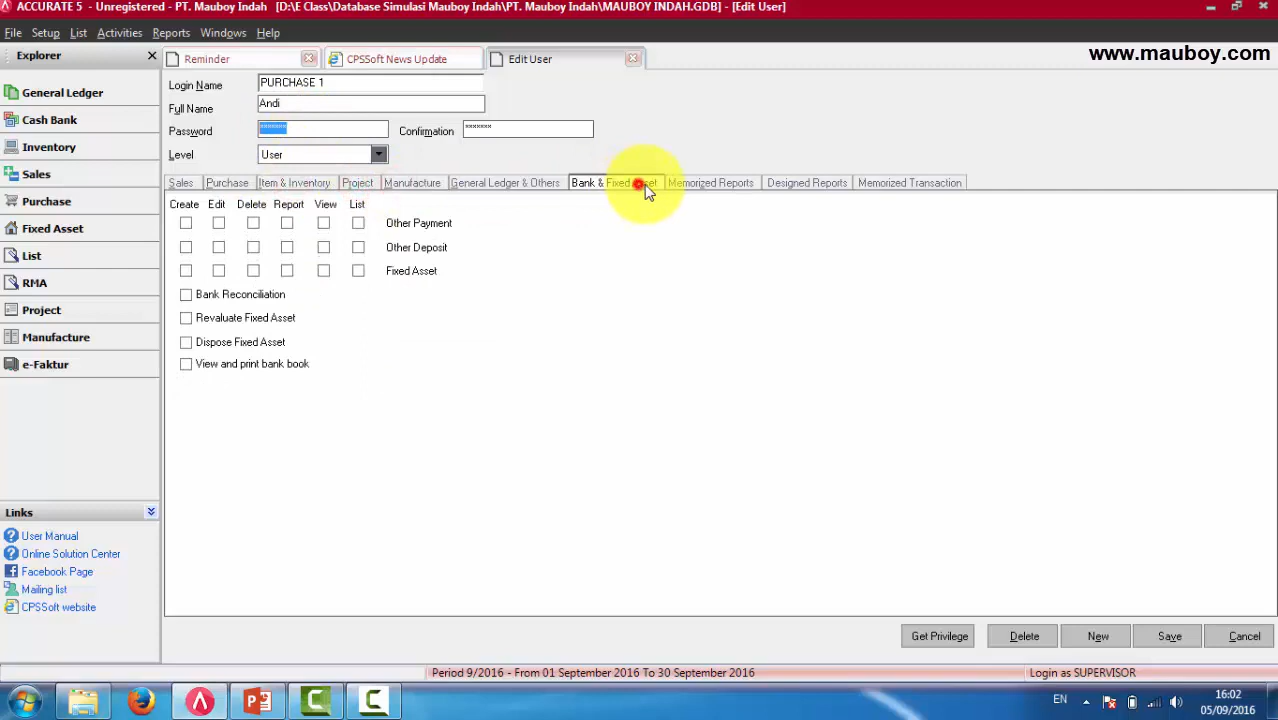 ACCURATE 5 - Unregistered - PT. Mauboy Indah [D:\E Class\Database Simulasi Mauboy Indah\PT. Mauboy Indah\MAUBOY INDAH.GDB] - [Edit User]
File Setup List Activities Reports Windows Help
www.mauboy.com
Explorer
Reminder
CPSSoft News Update
Edit User
Login Name PURCHASE 1
Full Name Andi
Password ******* Confirmation *******
Level User
General Ledger
Cash Bank
Inventory
Sales
Purchase
Fixed Asset
List
RMA
Project
Manufacture
e-Faktur
Sales Purchase Item & Inventory Project Manufacture General Ledger & Others Bank & Fixed Asset Memorized Reports Designed Reports Memorized Transaction
Create Edit Delete Report View List
Other Payment
Other Deposit
Fixed Asset
Bank Reconciliation
Revaluate Fixed Asset
Dispose Fixed Asset
View and print bank book
Links
User Manual
Online Solution Center
Facebook Page
Mailing list
CPSSoft website
Get Privilege Delete New Save Cancel
Period 9/2016 - From 01 September 2016 To 30 September 2016
Login as SUPERVISOR
EN
16:02
05/09/2016